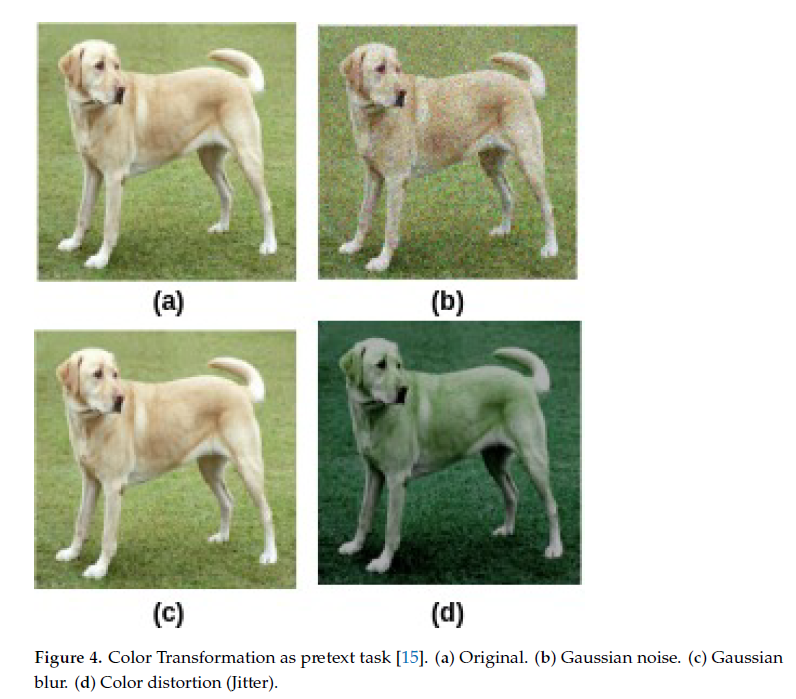 (a)
(b)
(c)
(d)
Figure 4. Color Transformation as pretext task [15]. (a) Original. (b) Gaussian noise. (c) Gaussian
blur. (d) Color distortion (Jitter).